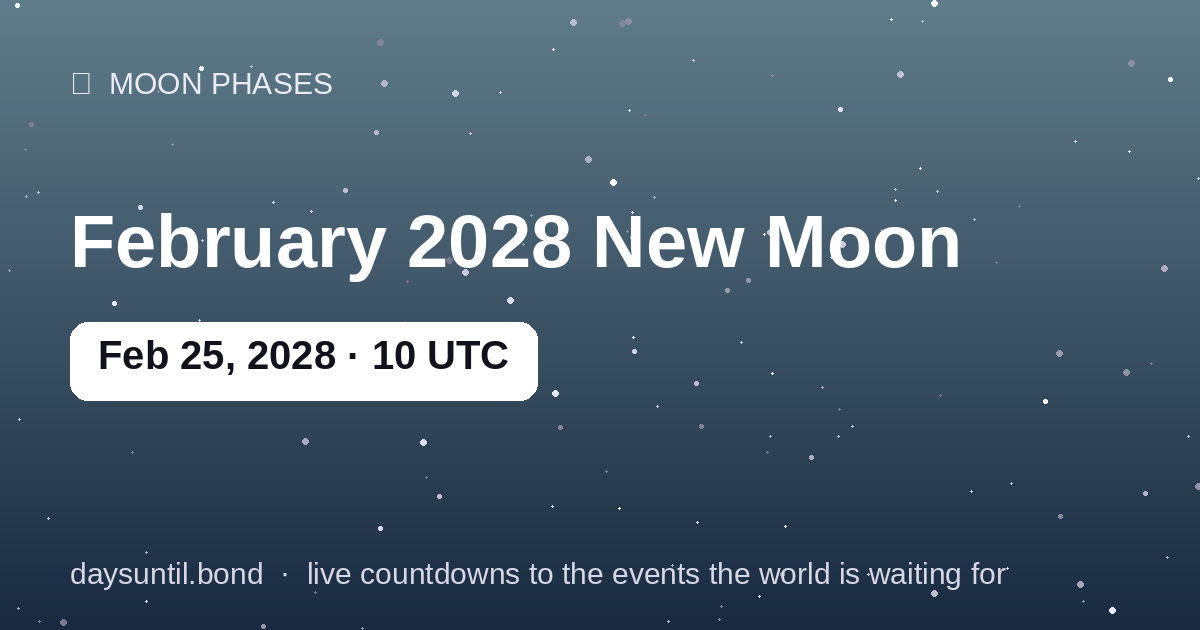 MOON PHASES
February 2028 New Moon
Feb 25, 2028 · 10 UTC
daysuntil.bond · live countdowns to the events the world is waiting for